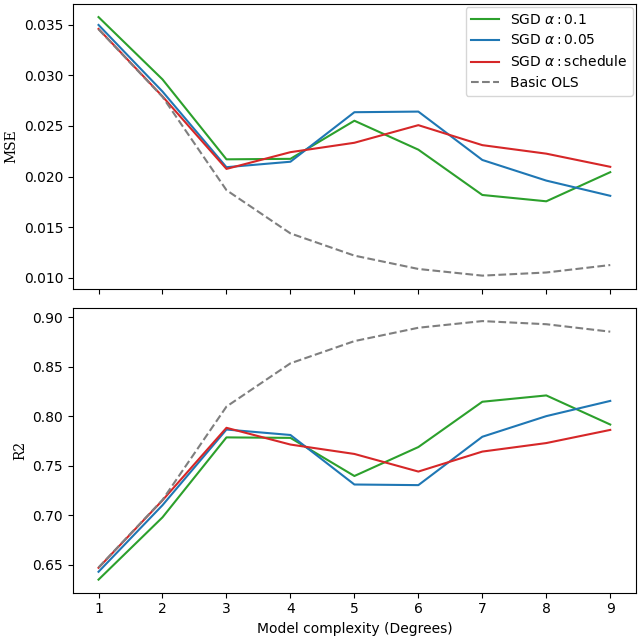 0.035
0.030
0.025
0.020
0.015
0.010
MSE
SGD α : 0.1
SGD α : 0.05
SGD α : schedule
Basic OLS
0.90
0.85
0.80
0.75
0.70
0.65
R2
1 2 3 4 5 6 7 8 9
Model complexity (Degrees)